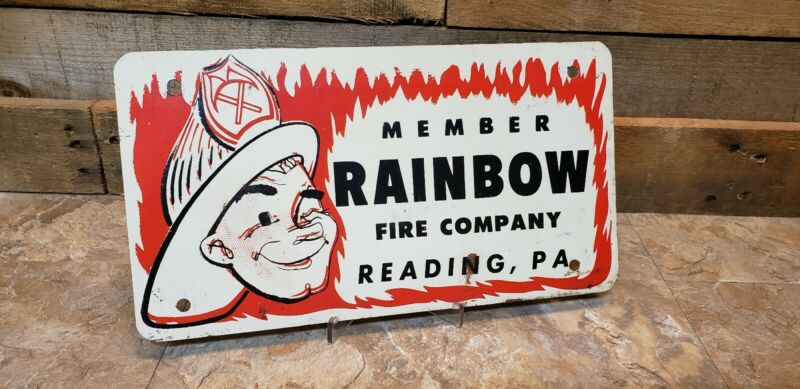 MEMBER
RAINBOW
FIRE COMPANY
READING, PA.